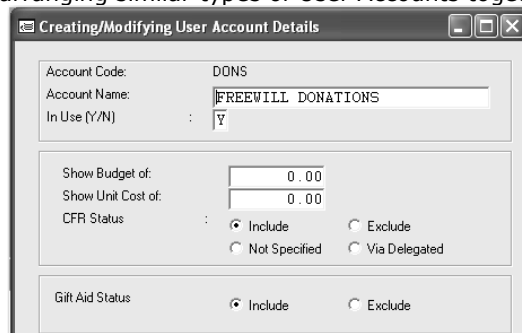 arranging similar types of User Accounts toge
Creating/Modifying User Account Details
Account Code: DONS
Account Name: FREEWILL DONATIONS
In Use (Y/N) : Y
Show Budget of: 0.00
Show Unit Cost of: 0.00
CFR Status : Include Exclude
Not Specified Via Delegated
Gift Aid Status Include Exclude